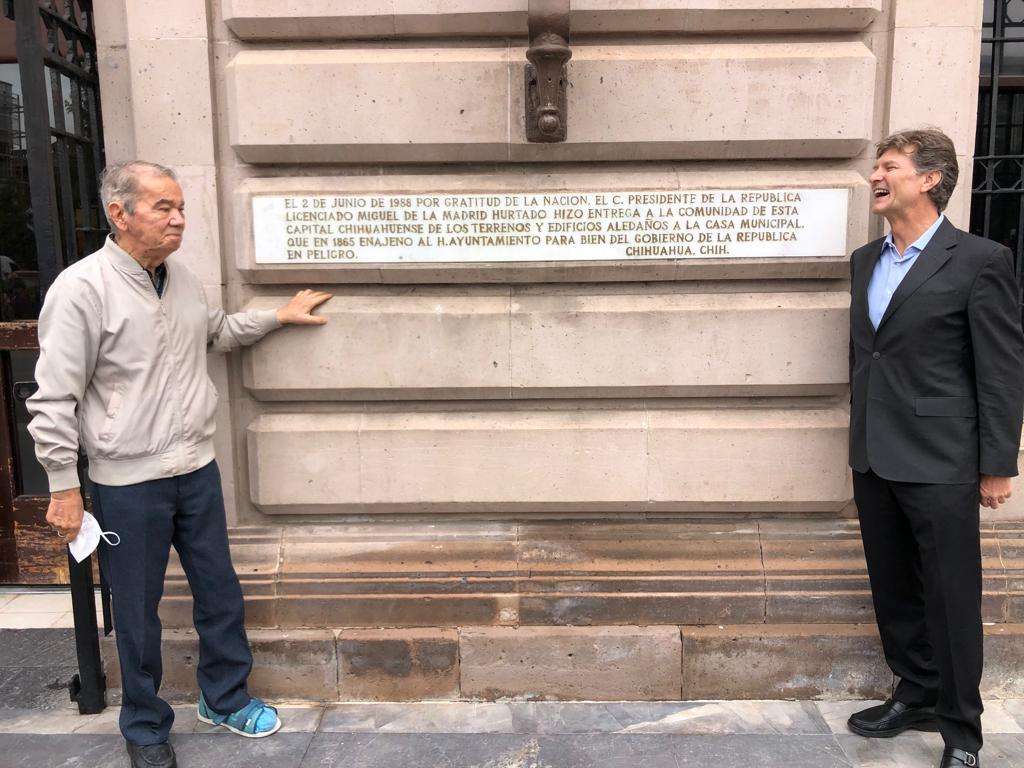 EL 2 DE JUNIO DE 1988 POR GRATITUD DE LA NACION, EL C. PRESIDENTE DE LA REPUBLICA
LICENCIADO MIGUEL DE LA MADRID HURTADO HIZO ENTREGA A LA COMUNIDAD DE ESTA
CAPITAL CHIHUAHUENSE DE LOS TERRENOS Y EDIFICIOS ALEDAÑOS A LA CASA MUNICIPAL,
QUE EN 1865 ENAJENO AL H.AYUNTAMIENTO PARA BIEN DEL GOBIERNO DE LA REPUBLICA
EN PELIGRO. CHIHUAHUA, CHIH.